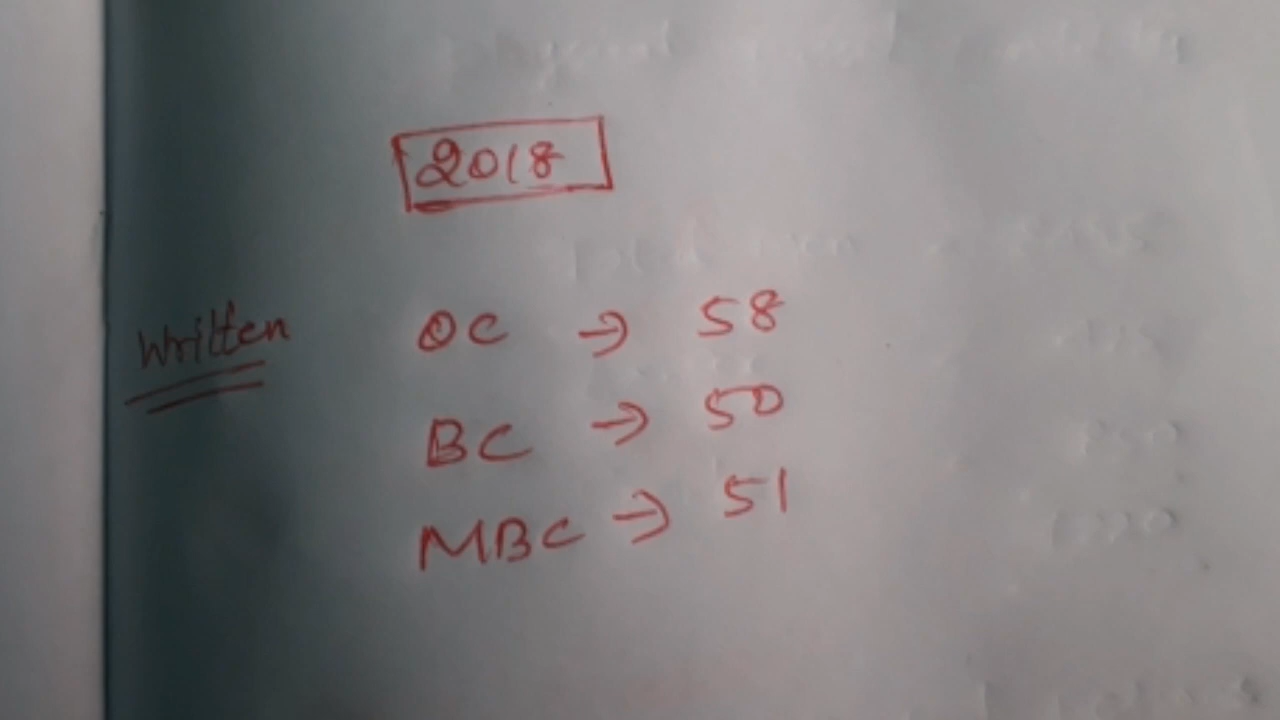 2018
Written OC → 58
BC → 50
MBC → 51